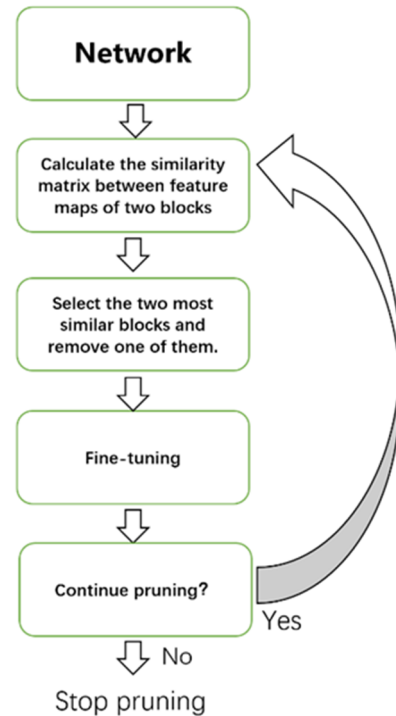 Network
Calculate the similarity
matrix between feature
maps of two blocks
Select the two most
similar blocks and
remove one of them.
Fine-tuning
Continue pruning?
Yes
No
Stop pruning